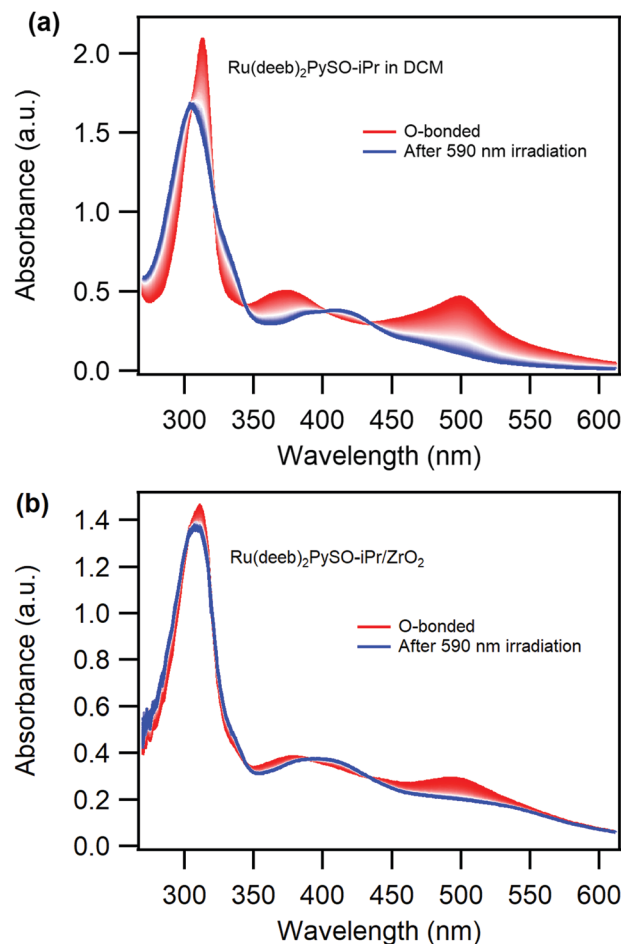 (a)
Ru(deeb)₂PySO-iPr in DCM
O-bonded
After 590 nm irradiation
Absorbance (a.u.)
2.0
1.5
1.0
0.5
0.0
300 350 400 450 500 550 600
Wavelength (nm)
(b)
Ru(deeb)₂PySO-iPr/ZrO₂
O-bonded
After 590 nm irradiation
Absorbance (a.u.)
1.4
1.2
1.0
0.8
0.6
0.4
0.2
0.0
300 350 400 450 500 550 600
Wavelength (nm)